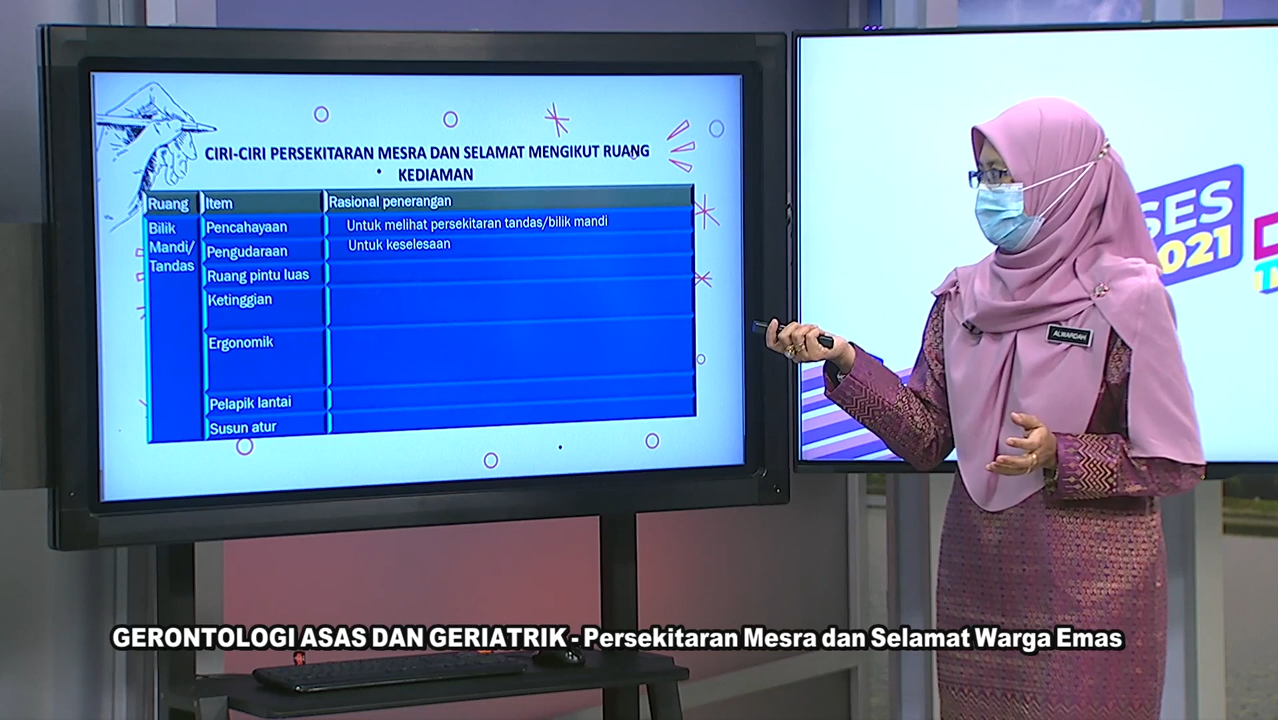 CIRI-CIRI PERSEKITARAN MESRA DAN SELAMAT MENGIKUT RUANG
KEDIAMAN
Ruang Item Rasional penerangan
Bilik Mandi/ Tandas
Pencahayaan Untuk melihat persekitaran tandas/bilik mandi
Pengudaraan Untuk keselesaan
Ruang pintu luas
Ketinggian
Ergonomik
Pelapik lantai
Susun atur
SES
2021
ALWARDAH
GERONTOLOGI ASAS DAN GERIATRIK - Persekitaran Mesra dan Selamat Warga Emas